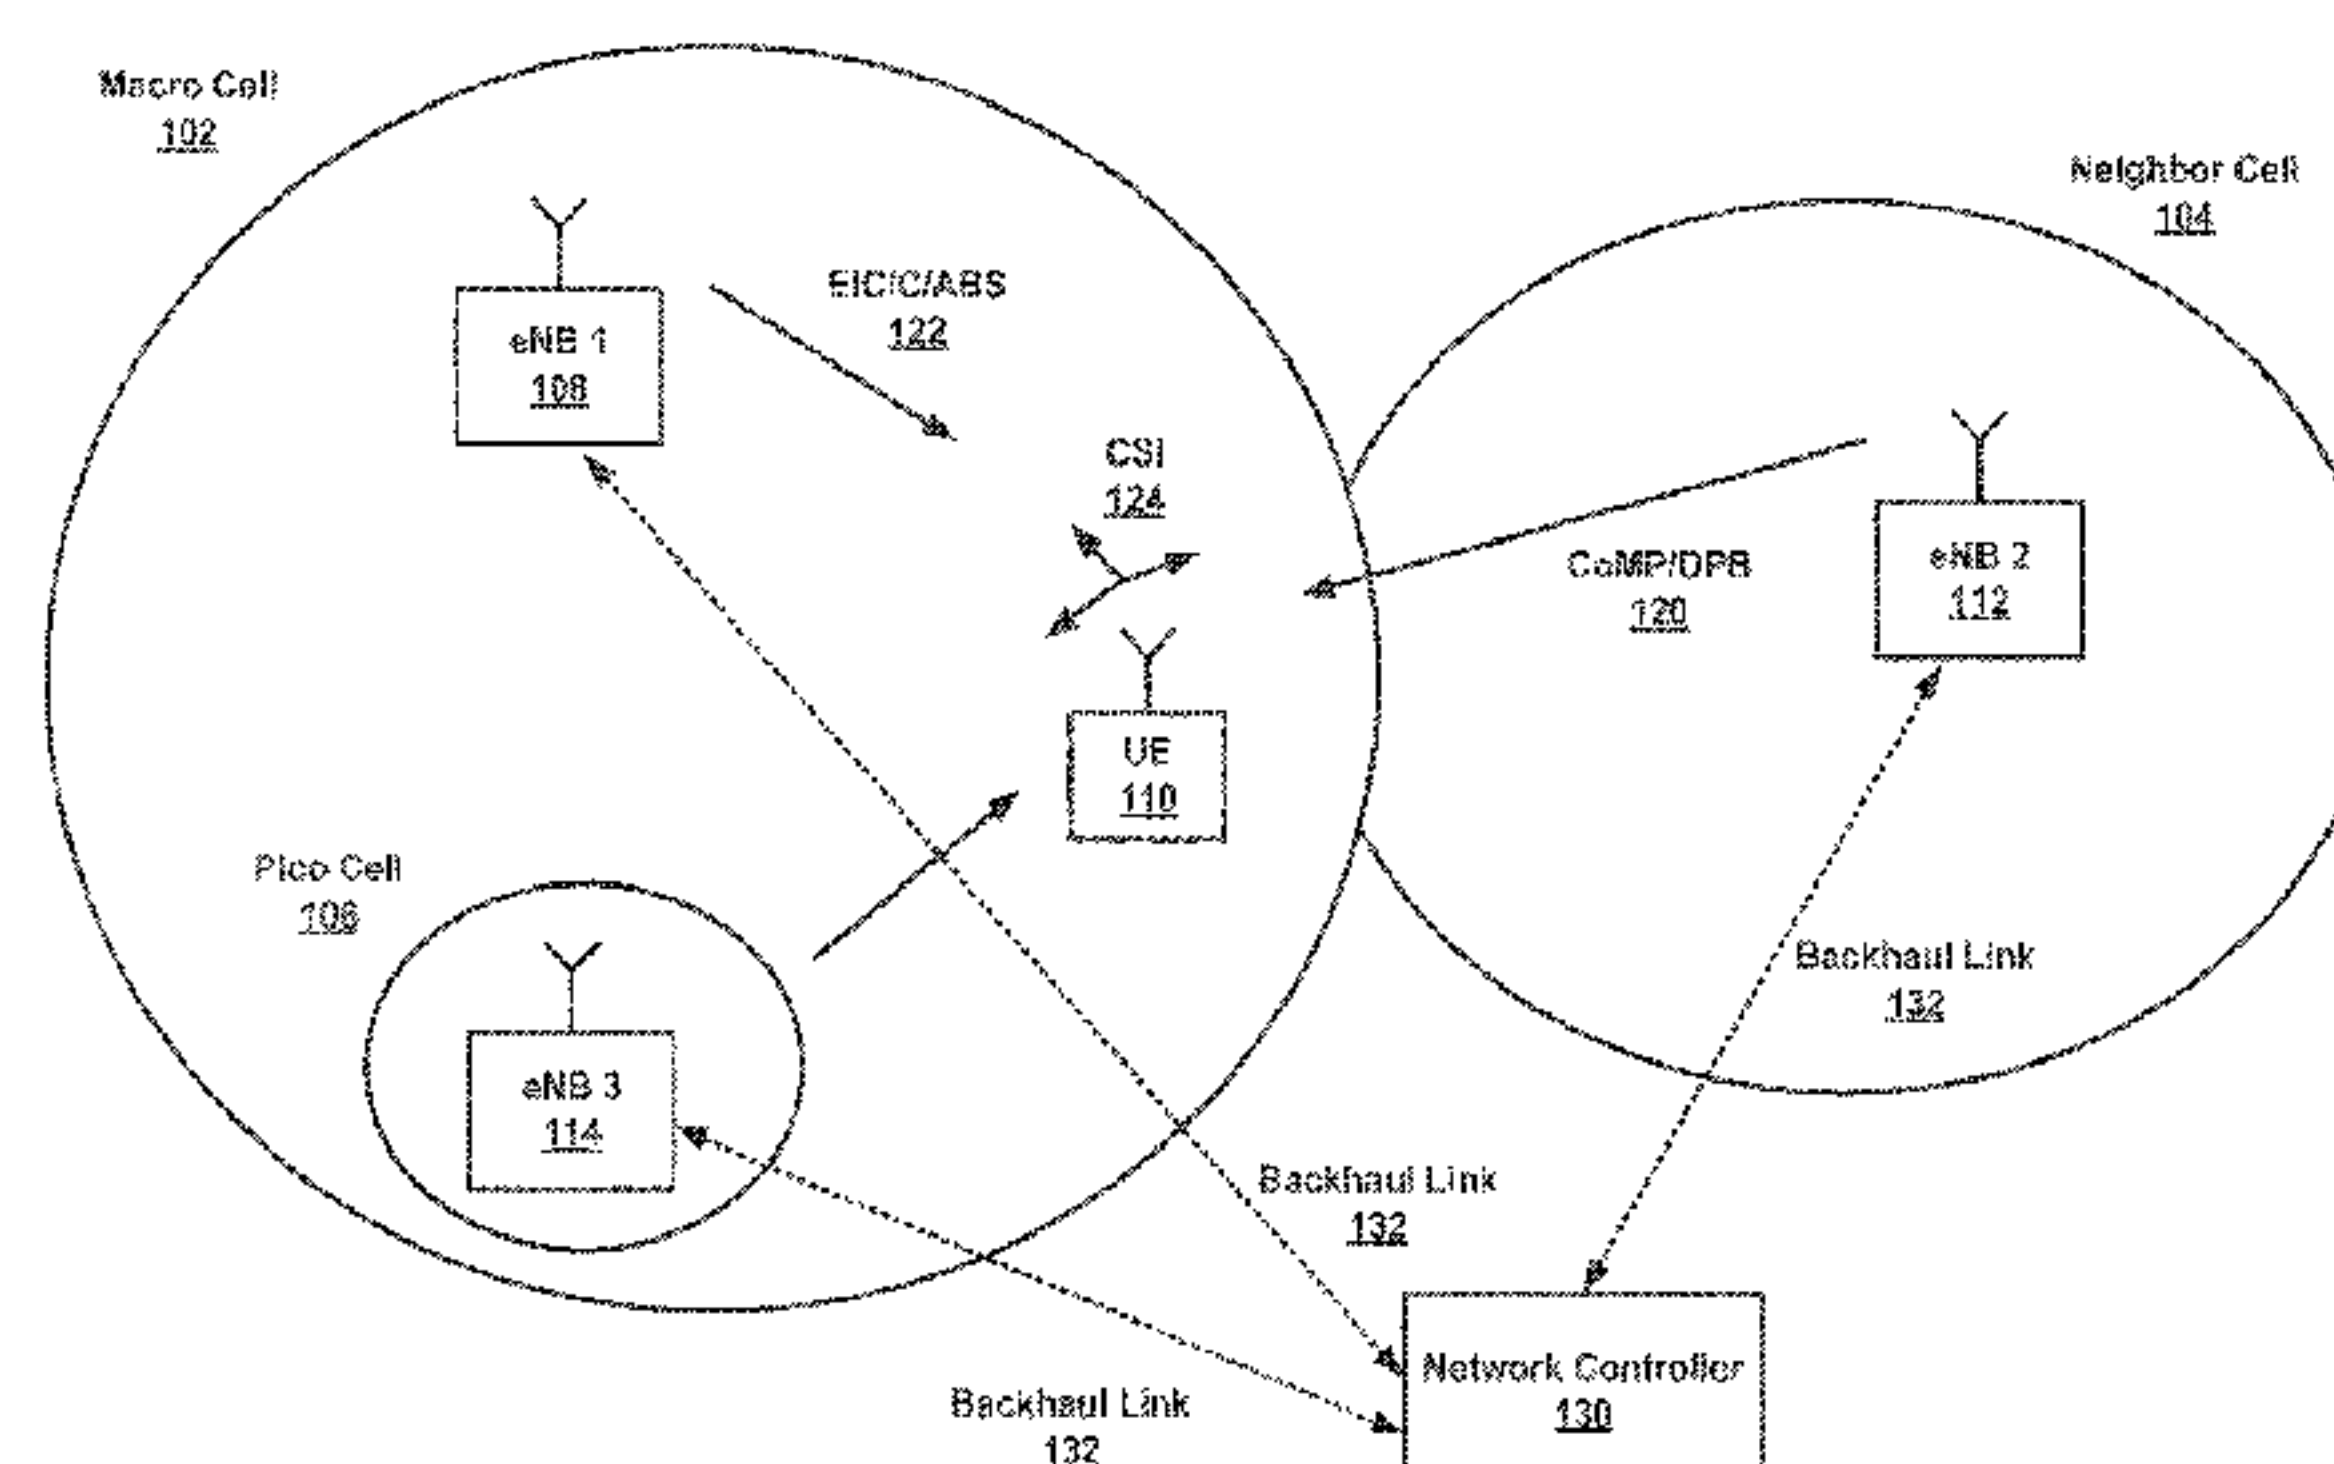 Macro Cell
102
Neighbor Cell
104
EICIC/ABS
122
eNB 1
108
CSI
124
CoMP/DPB
120
eNB 2
112
UE
110
Pico Cell
106
Backhaul Link
132
eNB 3
114
Backhaul Link
132
Network Controller
130
Backhaul Link
132